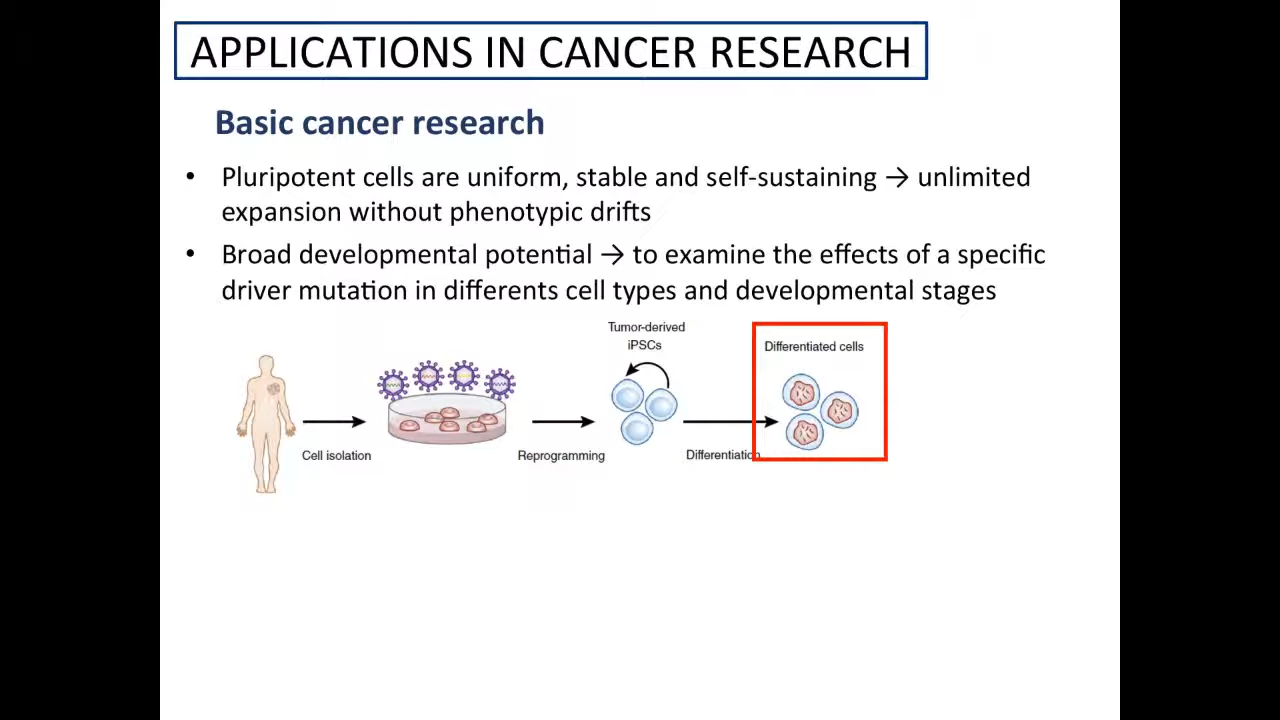 APPLICATIONS IN CANCER RESEARCH
Basic cancer research
• Pluripotent cells are uniform, stable and self-sustaining → unlimited
expansion without phenotypic drifts
• Broad developmental potential → to examine the effects of a specific
driver mutation in differents cell types and developmental stages
Tumor-derived
iPSCs
Differentiated cells
Cell isolation
Reprogramming
Differentiation